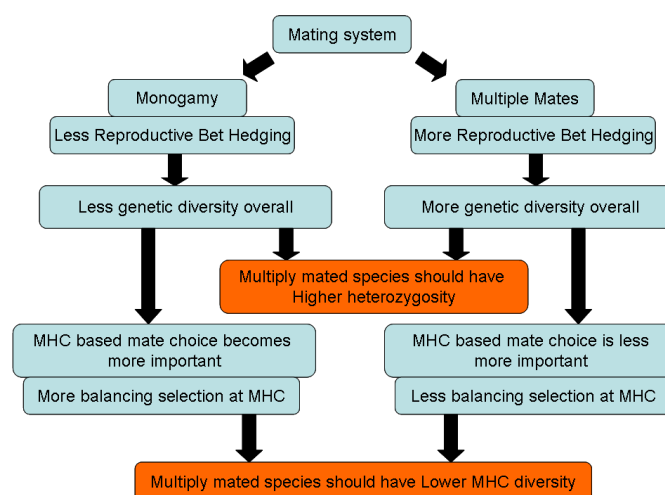 Mating system
Monogamy
Multiple Mates
Less Reproductive Bet Hedging
More Reproductive Bet Hedging
Less genetic diversity overall
More genetic diversity overall
Multiply mated species should have
Higher heterozygosity
MHC based mate choice becomes
more important
MHC based mate choice is less
more important
More balancing selection at MHC
Less balancing selection at MHC
Multiply mated species should have Lower MHC diversity